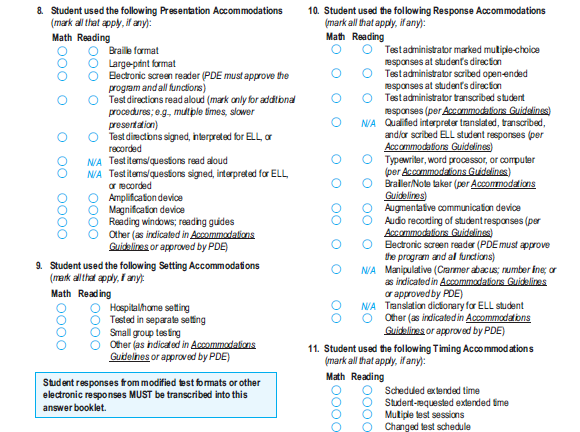 8. Student used the following Presentation Accommodations
(mark all that apply, if any):
Math Reading
Braille format
Large-print format
Electronic screen reader (PDE must approve the
program and all functions)
Test directions read aloud (mark only for additional
procedures; e.g., multiple times, slower
presentation)
Test directions signed, interpreted for ELL, or
recorded
N/A Test items/questions read aloud
N/A Test items/questions signed, interpreted for ELL,
or recorded
Amplification device
Magnification device
Reading windows; reading guides
Other (as indicated in Accommodations
Guidelines or approved by PDE)
9. Student used the following Setting Accommodations
(mark all that apply, if any):
Math Reading
Hospital/home setting
Tested in separate setting
Small group testing
Other (as indicated in Accommodations
Guidelines or approved by PDE)
Student responses from modified test formats or other
electronic responses MUST be transcribed into this
answer booklet.
10. Student used the following Response Accommodations
(mark all that apply, if any):
Math Reading
Test administrator marked multiple-choice
responses at student's direction
Test administrator scribed open-ended
responses at student's direction
Test administrator transcribed student
responses (per Accommodations Guidelines)
N/A Qualified interpreter translated, transcribed,
and/or scribed ELL student responses (per
Accommodations Guidelines)
Typewriter, word processor, or computer
(per Accommodations Guidelines)
Brailler/Note taker (per Accommodations
Guidelines)
Augmentative communication device
Audio recording of student responses (per
Accommodations Guidelines)
Electronic screen reader (PDE must approve
the program and all functions)
N/A Manipulative (Cranmer abacus; number line; or
as indicated in Accommodations Guidelines
or approved by PDE)
N/A Translation dictionary for ELL student
Other (as indicated in Accommodations
Guidelines or approved by PDE)
11. Student used the following Timing Accommodations
(mark all that apply, if any):
Math Reading
Scheduled extended time
Student-requested extended time
Multiple test sessions
Changed test schedule